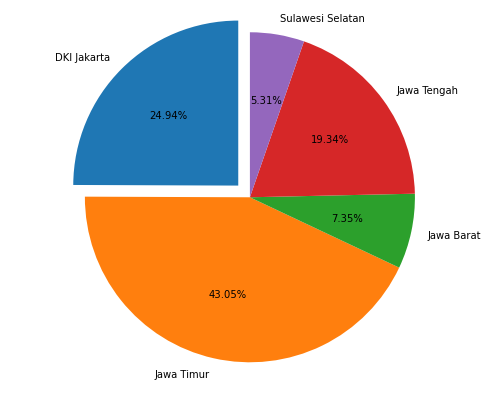 Sulawesi Selatan
DKI Jakarta
Jawa Tengah
5.31%
24.94%
19.34%
7.35%
Jawa Barat
43.05%
Jawa Timur